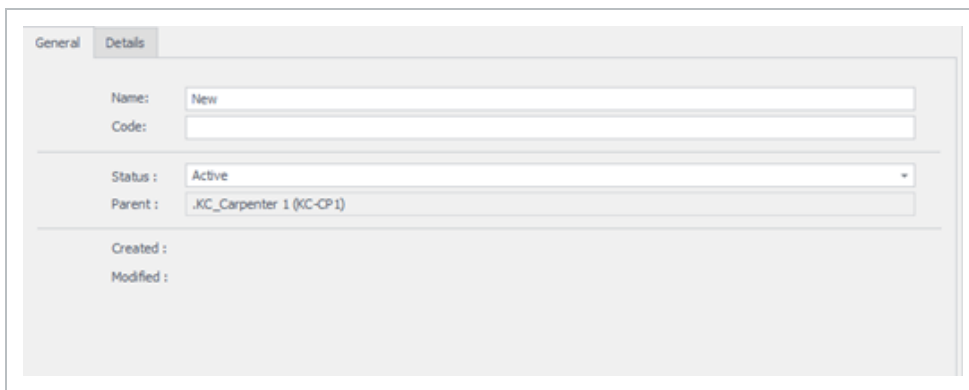 General Details
Name: New
Code:
Status : Active
Parent : .KC_Carpenter 1 (KC-CP1)
Created :
Modified :